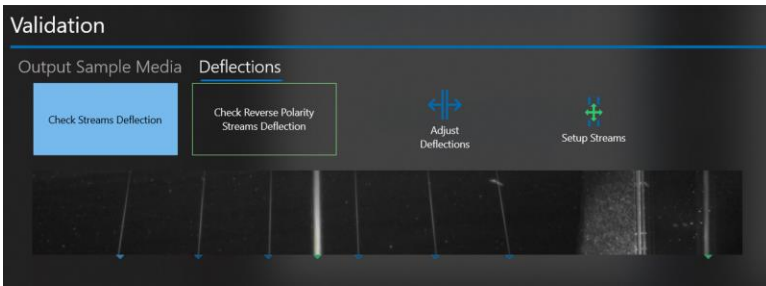 Validation
Output Sample Media Deflections
Check Streams Deflection
Check Reverse Polarity
Streams Deflection
Adjust
Deflections
Setup Streams